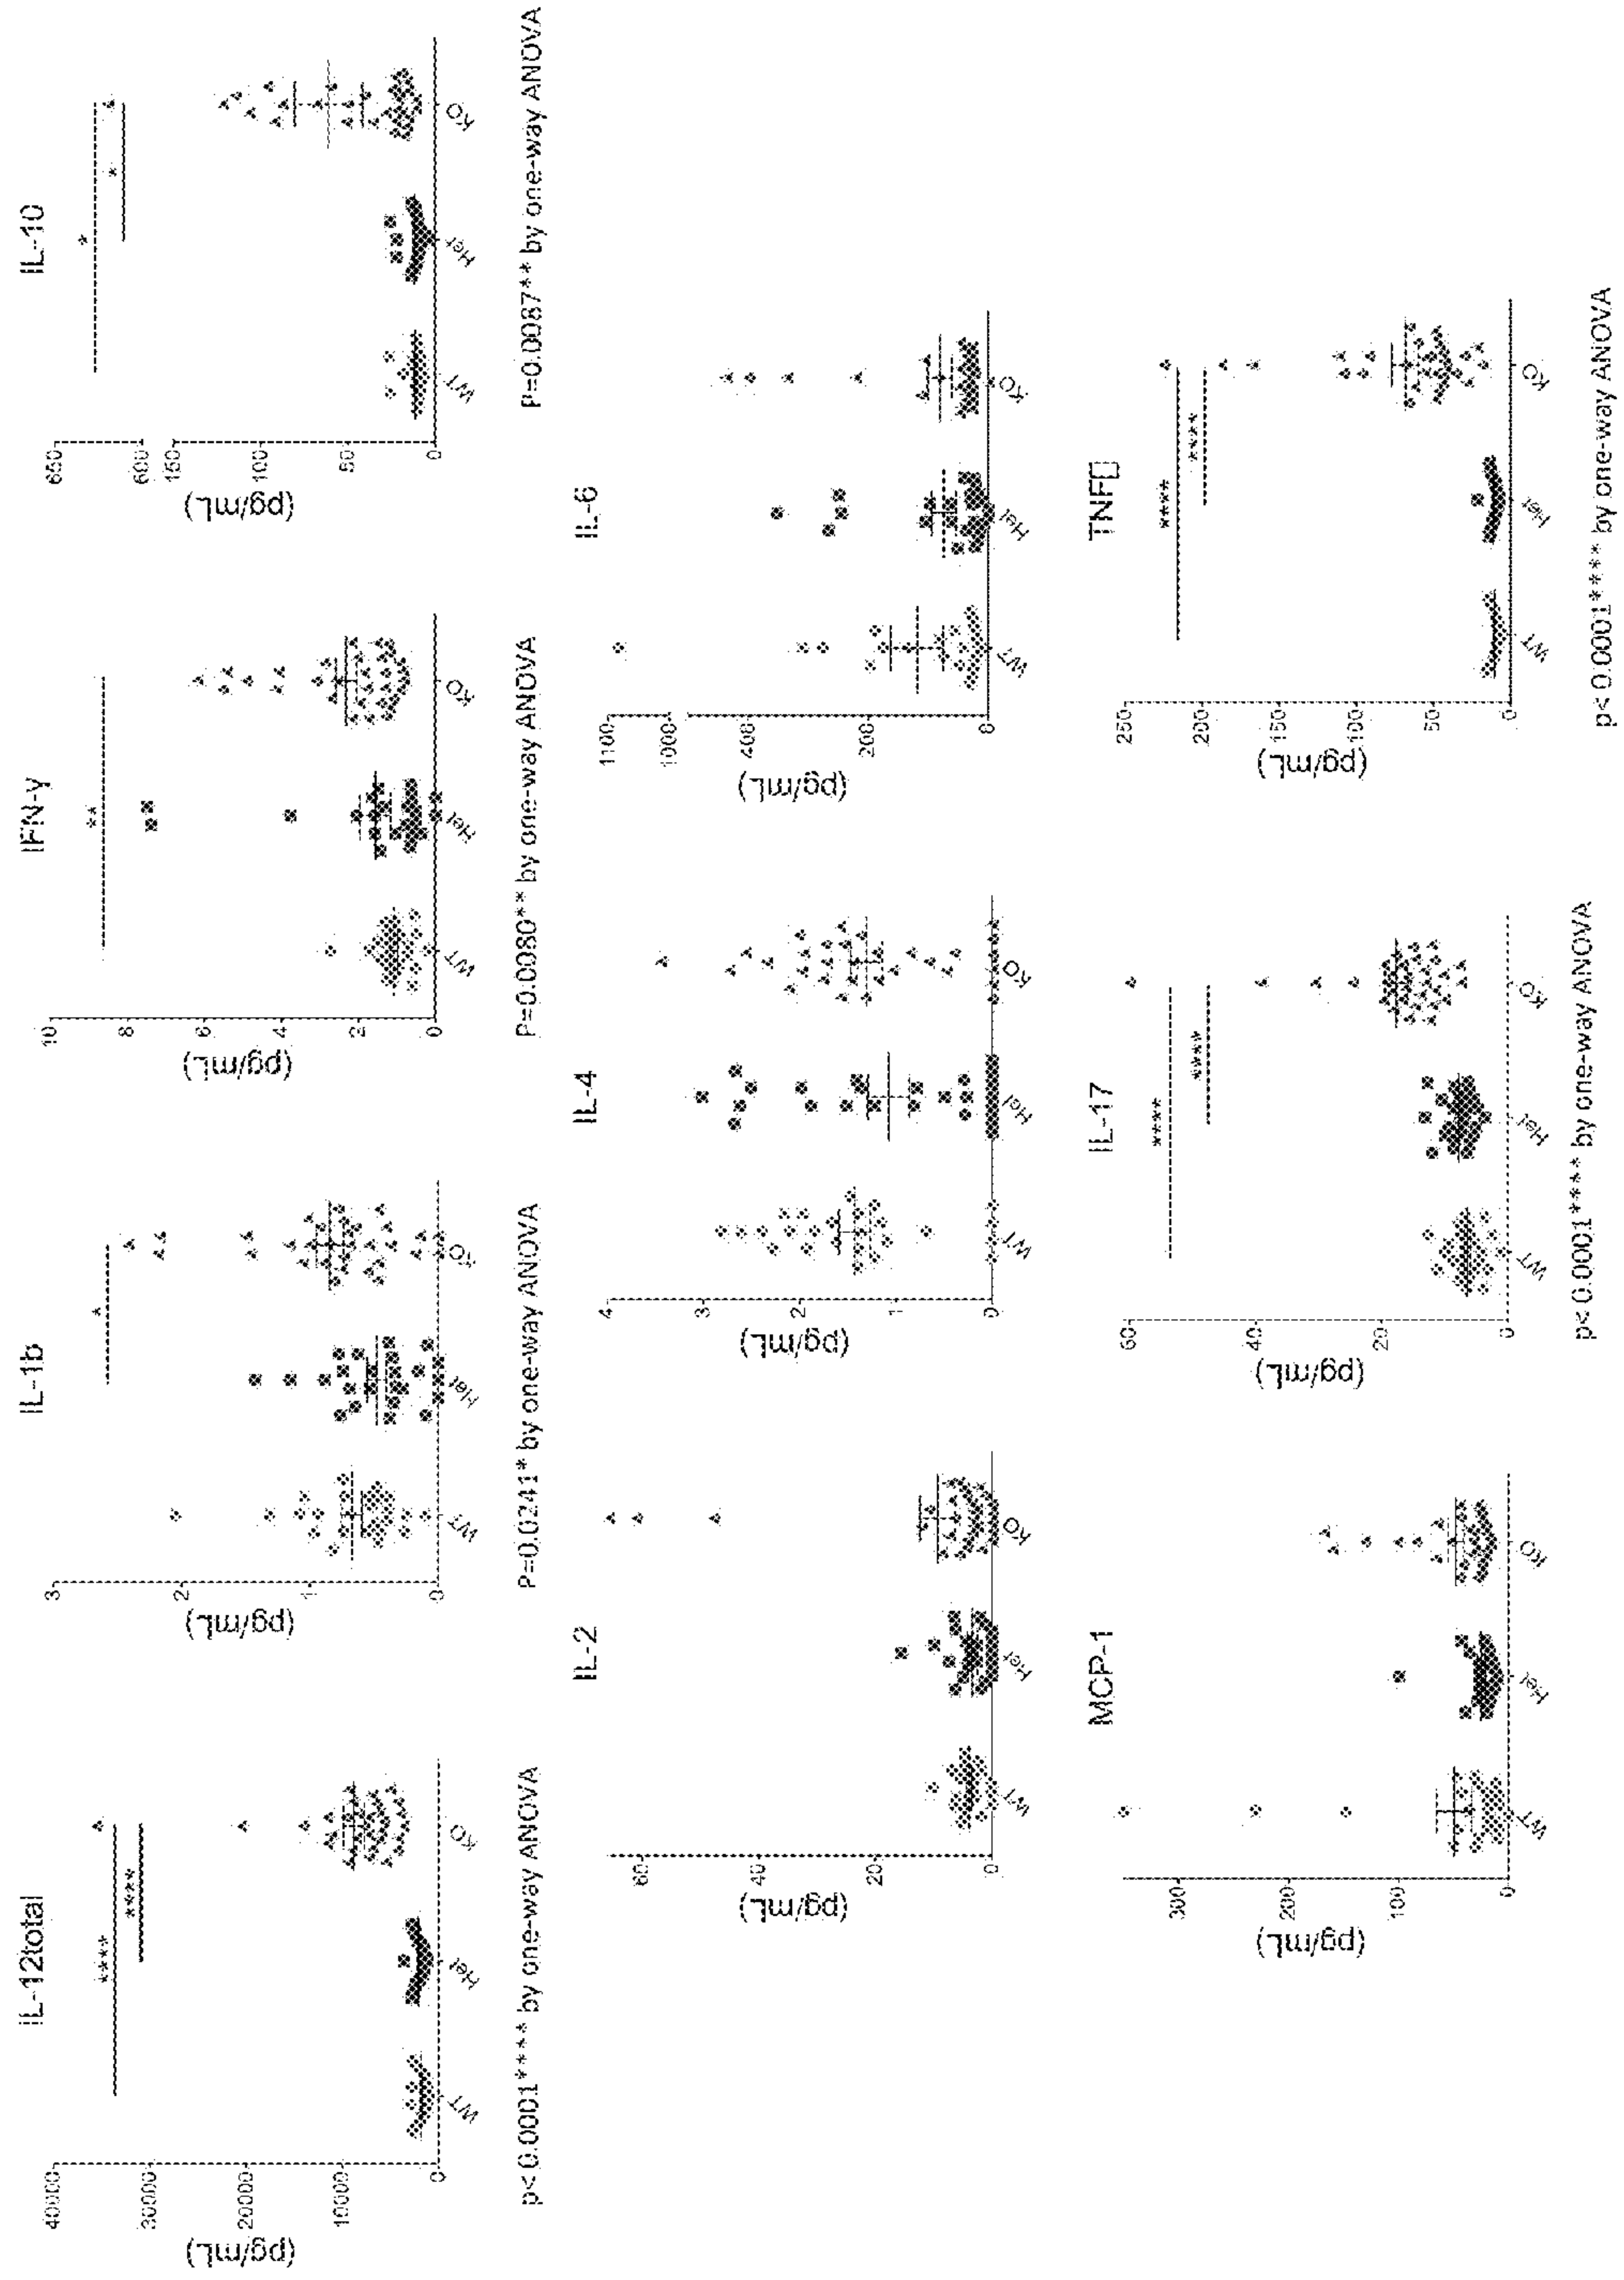 IL-12total
****
****
(pg/mL)
40000
30000
20000
10000
0
WT
Het
KO
p< 0.0001**** by one-way ANOVA
IL-1b
*
(pg/mL)
3
2
1
0
WT
Het
KO
P=0.0241* by one-way ANOVA
IFN-γ
**
(pg/mL)
10
8
6
4
2
0
WT
Het
KO
P=0.0080** by one-way ANOVA
IL-10
*
*
(pg/mL)
650
600
150
100
50
0
WT
Het
KO
P=0.0087** by one-way ANOVA
IL-2
(pg/mL)
60
40
20
0
WT
Het
KO
IL-4
(pg/mL)
4
3
2
1
0
WT
Het
KO
IL-6
(pg/mL)
1100
1000
400
200
0
WT
Het
KO
MCP-1
(pg/mL)
300
200
100
0
WT
Het
KO
IL-17
****
****
(pg/mL)
60
40
20
0
WT
Het
KO
p< 0.0001**** by one-way ANOVA
TNF▯
****
****
(pg/mL)
250
200
150
100
50
0
WT
Het
KO
p< 0.0001**** by one-way ANOVA